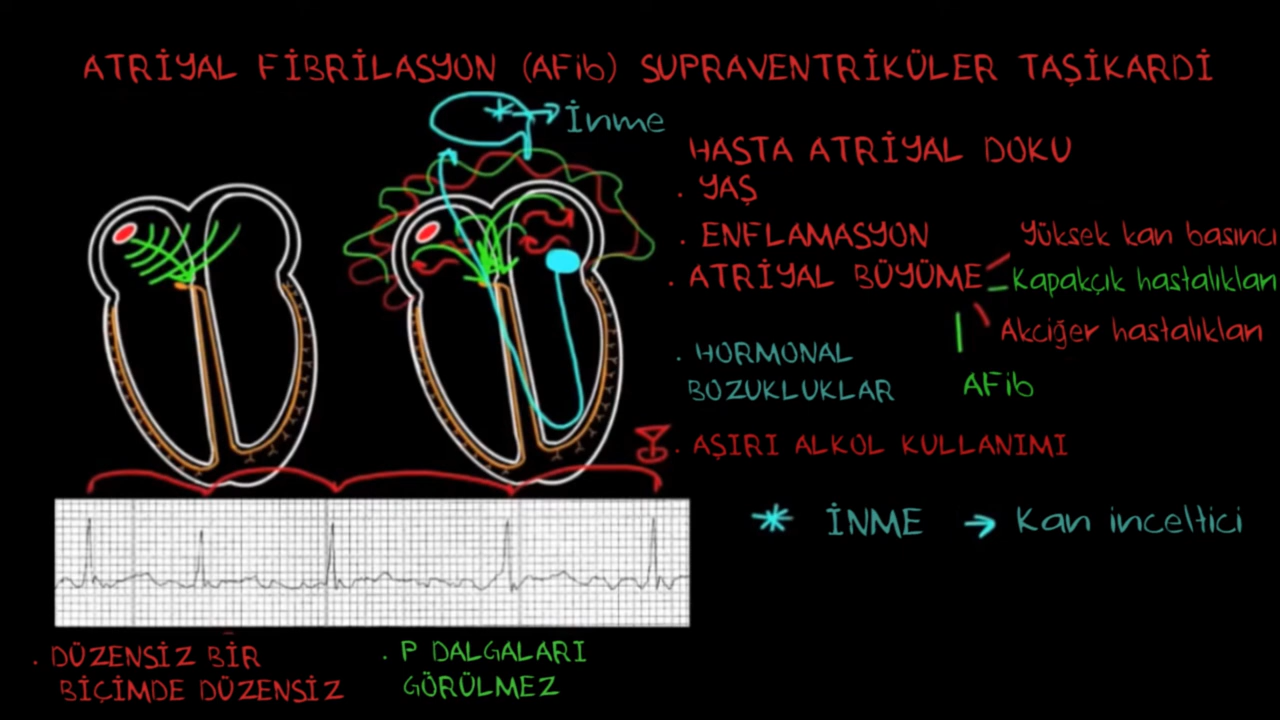 ATRİYAL FİBRİLASYON (AFib) SUPRAVENTRİKÜLER TAŞİKARDİ
* → İnme
HASTA ATRİYAL DOKU
. YAŞ
. ENFLAMASYON
. ATRİYAL BÜYÜME
Yüksek kan basıncı
Kapakçık hastalıkları
Akciğer hastalıkları
AFib
. HORMONAL
BOZUKLUKLAR
. AŞIRI ALKOL KULLANIMI
* İNME → Kan inceltici
. DÜZENSİZ BİR
BİÇİMDE DÜZENSİZ
. P DALGALARI
GÖRÜLMEZ